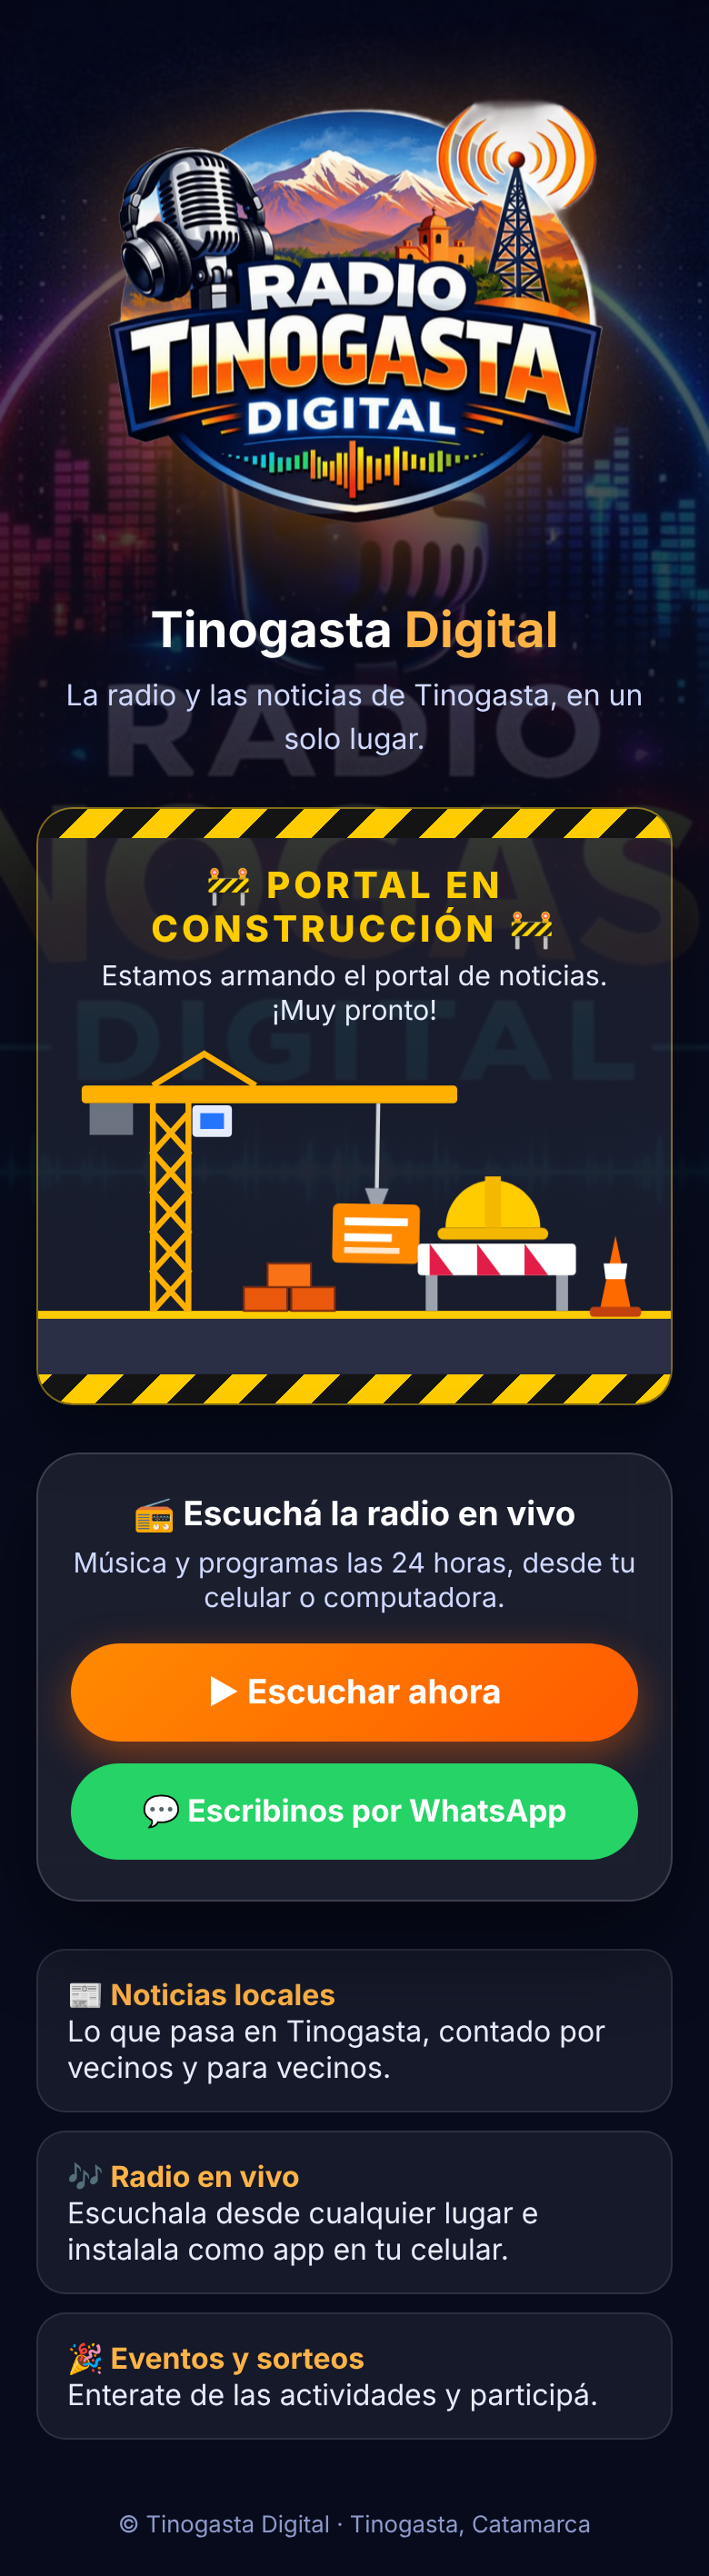 RADIO
TINOGASTA
DIGITAL
Tinogasta Digital
La radio y las noticias de Tinogasta, en un
solo lugar.
RADIO
NOGAS
DIGITAL
🚧 PORTAL EN
CONSTRUCCIÓN 🚧
Estamos armando el portal de noticias.
¡Muy pronto!
📻 Escuchá la radio en vivo
Música y programas las 24 horas, desde tu
celular o computadora.
▶ Escuchar ahora
💬 Escribinos por WhatsApp
📰 Noticias locales
Lo que pasa en Tinogasta, contado por
vecinos y para vecinos.
🎶 Radio en vivo
Escuchala desde cualquier lugar e
instalala como app en tu celular.
🎉 Eventos y sorteos
Enterate de las actividades y participá.
© Tinogasta Digital · Tinogasta, Catamarca